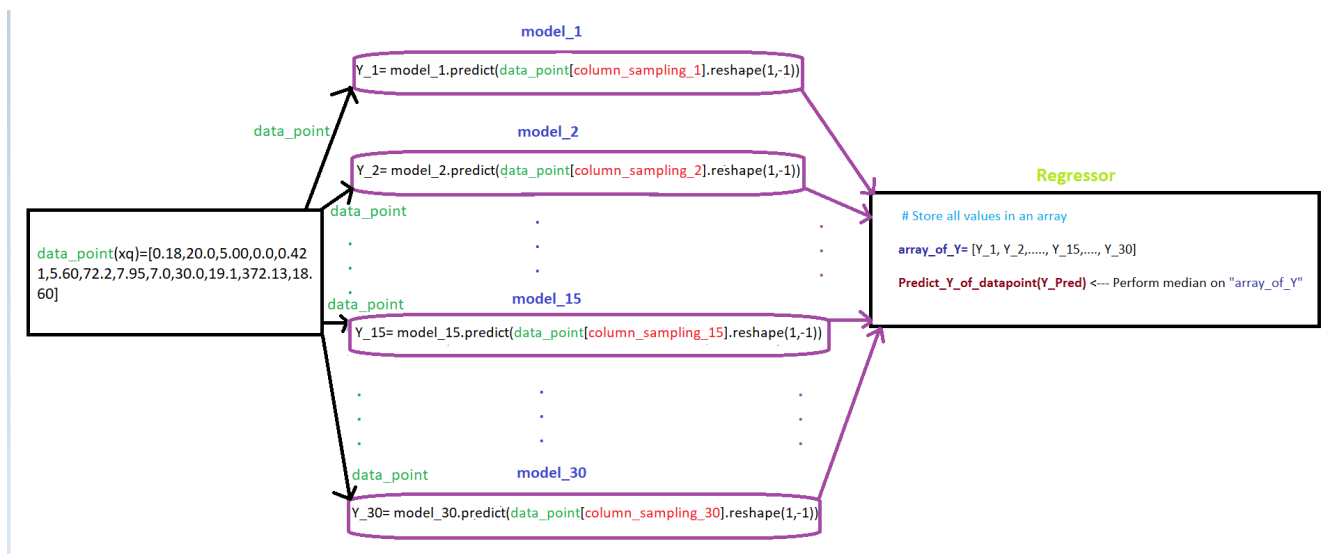 model_1
Y_1= model_1.predict(data_point[column_sampling_1].reshape(1,-1))
data_point
model_2
Y_2= model_2.predict(data_point[column_sampling_2].reshape(1,-1))
data_point
Regressor
# Store all values in an array
array_of_Y= [Y_1, Y_2,....., Y_15,...., Y_30]
Predict_Y_of_datapoint(Y_Pred) <--- Perform median on "array_of_Y"
data_point(xq)=[0.18,20.0,5.00,0.0,0.42
1,5.60,72.2,7.95,7.0,30.0,19.1,372.13,18.
60]
model_15
data_point
Y_15= model_15.predict(data_point[column_sampling_15].reshape(1,-1))
model_30
data_point
Y_30= model_30.predict(data_point[column_sampling_30].reshape(1,-1))